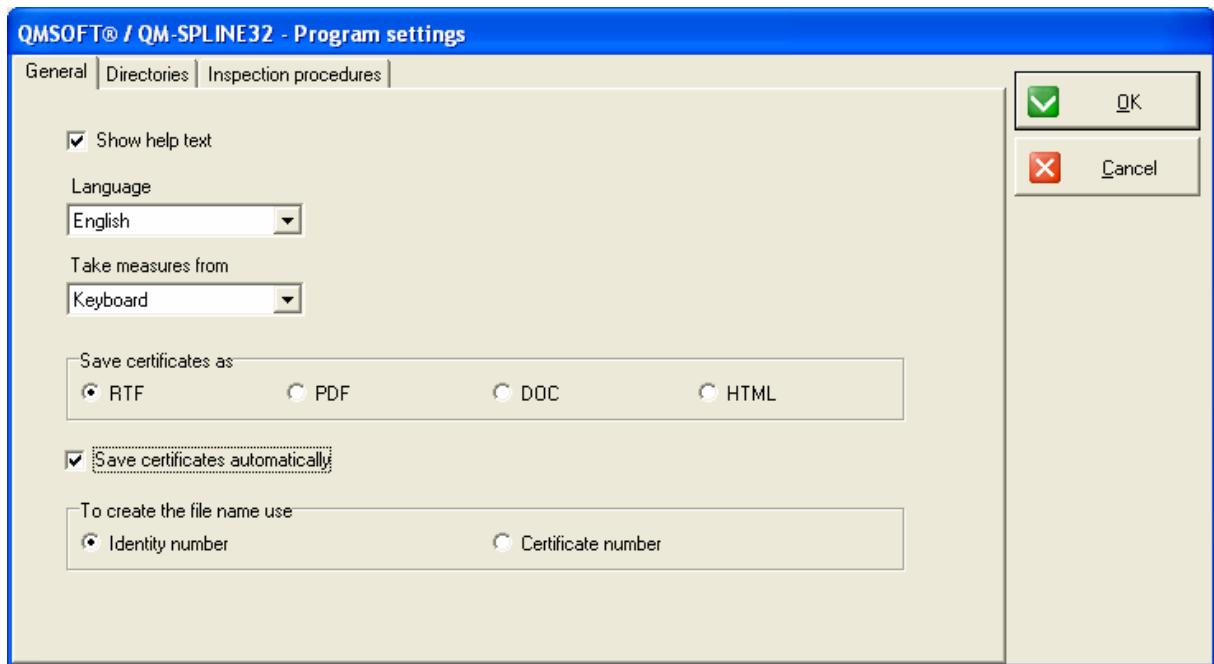 QMSOFT® / QM-SPLINE32 - Program settings
General Directories Inspection procedures
OK
Cancel
Show help text
Language
English
Take measures from
Keyboard
Save certificates as
RTF PDF DOC HTML
Save certificates automatically
To create the file name use
Identity number Certificate number